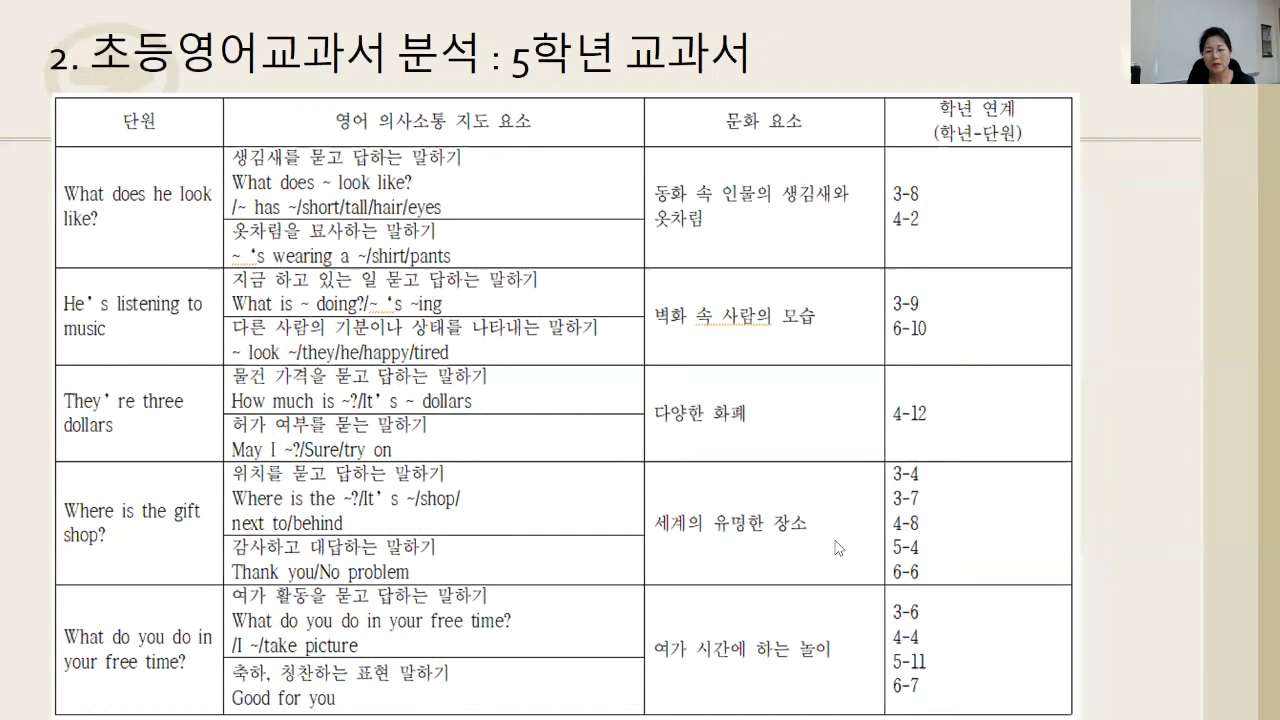 2. 초등영어교과서 분석 : 5학년 교과서
단원
영어 의사소통 지도 요소
문화 요소
학년 연계
(학년-단원)
What does he look
like?
생김새를 묻고 답하는 말하기
What does ~ look like?
/~ has ~/short/tall/hair/eyes
옷차림을 묘사하는 말하기
~ ‘s wearing a ~/shirt/pants
동화 속 인물의 생김새와
옷차림
3-8
4-2
He’s listening to
music
지금 하고 있는 일 묻고 답하는 말하기
What is ~ doing?/~ ‘s ~ing
다른 사람의 기분이나 상태를 나타내는 말하기
~ look ~/they/he/happy/tired
벽화 속 사람의 모습
3-9
6-10
They’re three
dollars
물건 가격을 묻고 답하는 말하기
How much is ~?/It’s ~ dollars
허가 여부를 묻는 말하기
May I ~?/Sure/try on
다양한 화폐
4-12
Where is the gift
shop?
위치를 묻고 답하는 말하기
Where is the ~?/It’s ~/shop/
next to/behind
감사하고 대답하는 말하기
Thank you/No problem
세계의 유명한 장소
3-4
3-7
4-8
5-4
6-6
What do you do in
your free time?
여가 활동을 묻고 답하는 말하기
What do you do in your free time?
/I ~/take picture
축하, 칭찬하는 표현 말하기
Good for you
여가 시간에 하는 놀이
3-6
4-4
5-11
6-7